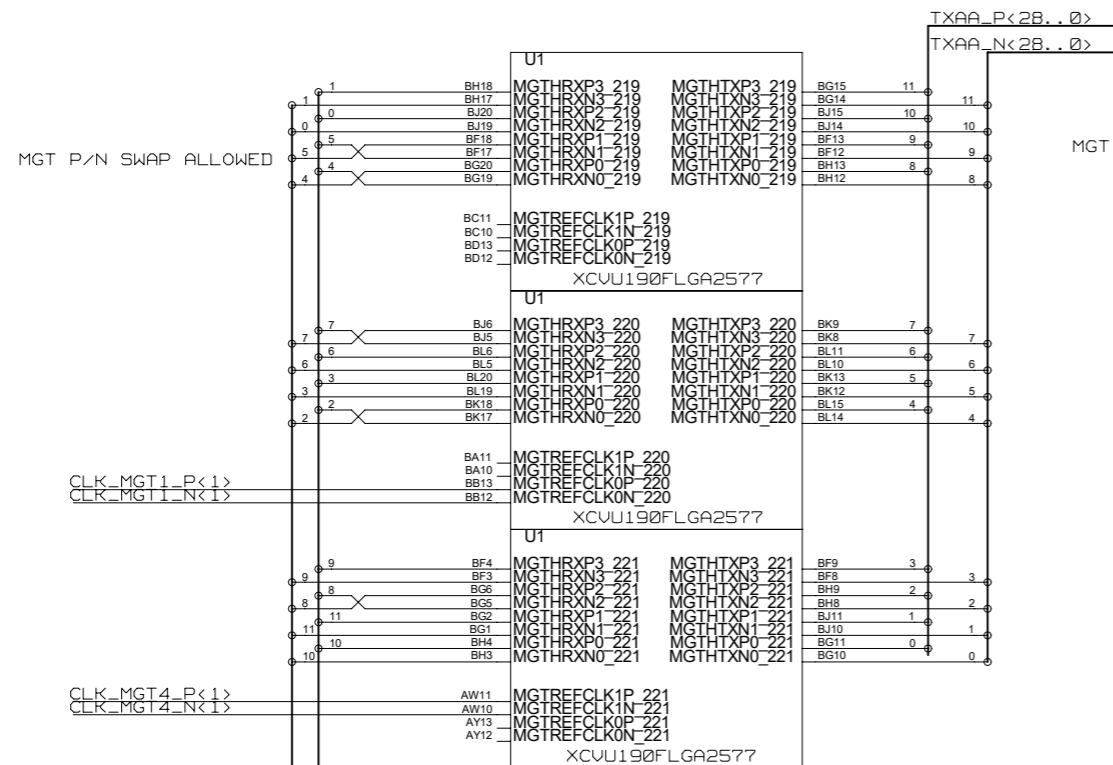 TXAA_P<28..0>
TXAA_N<28..0>
MGT P/N SWAP ALLOWED
MGT
U1
1 BH18 MGTHRXP3_219 MGTHTXP3_219 BG15 11
1 BH17 MGTHRXN3_219 MGTHTXN3_219 BG14 11
0 BJ20 MGTHRXP2_219 MGTHTXP2_219 BJ15 10
0 BJ19 MGTHRXN2_219 MGTHTXN2_219 BJ14 10
5 BF18 MGTHRXP1_219 MGTHTXP1_219 BF13 9
5 BF17 MGTHRXN1_219 MGTHTXN1_219 BF12 9
4 BG20 MGTHRXP0_219 MGTHTXP0_219 BH13 8
4 BG19 MGTHRXN0_219 MGTHTXN0_219 BH12 8
BC11 MGTREFCLK1P_219
BC10 MGTREFCLK1N_219
BD13 MGTREFCLK0P_219
BD12 MGTREFCLK0N_219
XCVU190FLGA2577
U1
7 BJ6 MGTHRXP3_220 MGTHTXP3_220 BK9 7
7 BJ5 MGTHRXN3_220 MGTHTXN3_220 BK8 7
6 BL6 MGTHRXP2_220 MGTHTXP2_220 BL11 6
6 BL5 MGTHRXN2_220 MGTHTXN2_220 BL10 6
3 BL20 MGTHRXP1_220 MGTHTXP1_220 BK13 5
3 BL19 MGTHRXN1_220 MGTHTXN1_220 BK12 5
2 BK18 MGTHRXP0_220 MGTHTXP0_220 BL15 4
2 BK17 MGTHRXN0_220 MGTHTXN0_220 BL14 4
BA11 MGTREFCLK1P_220
BA10 MGTREFCLK1N_220
CLK_MGT1_P<1> BB13 MGTREFCLK0P_220
CLK_MGT1_N<1> BB12 MGTREFCLK0N_220
XCVU190FLGA2577
U1
9 BF4 MGTHRXP3_221 MGTHTXP3_221 BF9 3
9 BF3 MGTHRXN3_221 MGTHTXN3_221 BF8 3
8 BG6 MGTHRXP2_221 MGTHTXP2_221 BH9 2
8 BG5 MGTHRXN2_221 MGTHTXN2_221 BH8 2
11 BG2 MGTHRXP1_221 MGTHTXP1_221 BJ11 1
11 BG1 MGTHRXN1_221 MGTHTXN1_221 BJ10 1
10 BH4 MGTHRXP0_221 MGTHTXP0_221 BG11 0
10 BH3 MGTHRXN0_221 MGTHTXN0_221 BG10 0
CLK_MGT4_P<1> AW11 MGTREFCLK1P_221
CLK_MGT4_N<1> AW10 MGTREFCLK1N_221
AY13 MGTREFCLK0P_221
AY12 MGTREFCLK0N_221
XCVU190FLGA2577